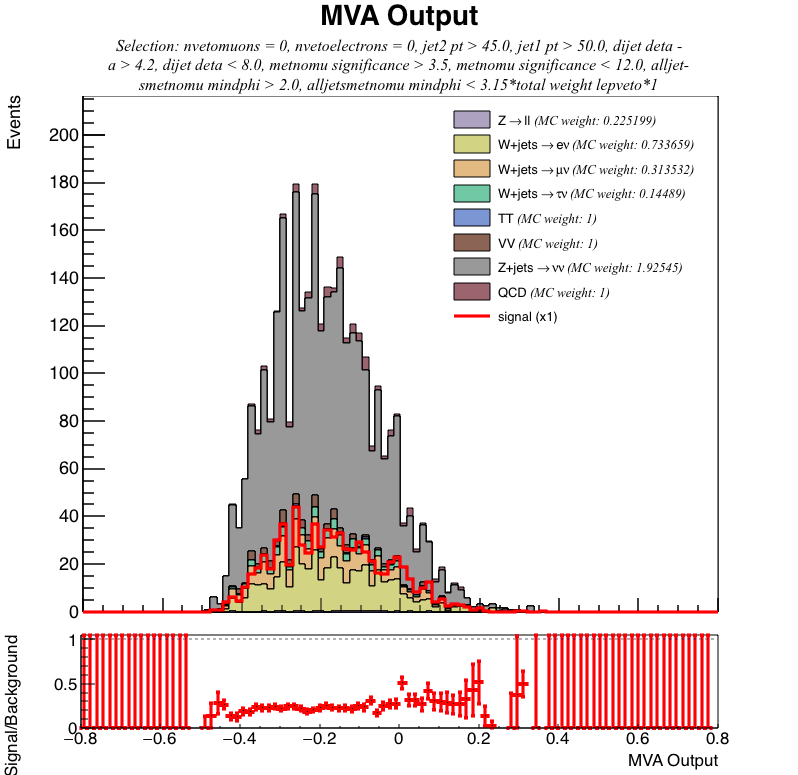 MVA Output
Selection: nvetomuons = 0, nvetoelectrons = 0, jet2 pt > 45.0, jet1 pt > 50.0, dijet deta -
a > 4.2, dijet deta < 8.0, metnomu significance > 3.5, metnomu significance < 12.0, alljet-
smetnomu mindphi > 2.0, alljetsmetnomu mindphi < 3.15*total weight lepveto*1
Events
200
180
160
140
120
100
80
60
40
20
0
Z→ll (MC weight: 0.225199)
W+jets→eν (MC weight: 0.733659)
W+jets→μν (MC weight: 0.313532)
W+jets→τν (MC weight: 0.14489)
TT (MC weight: 1)
VV (MC weight: 1)
Z+jets→νν (MC weight: 1.92545)
QCD (MC weight: 1)
signal (x1)
Signal/Background
1
0.5
0
−0.8 −0.6 −0.4 −0.2 0 0.2 0.4 0.6 0.8
MVA Output